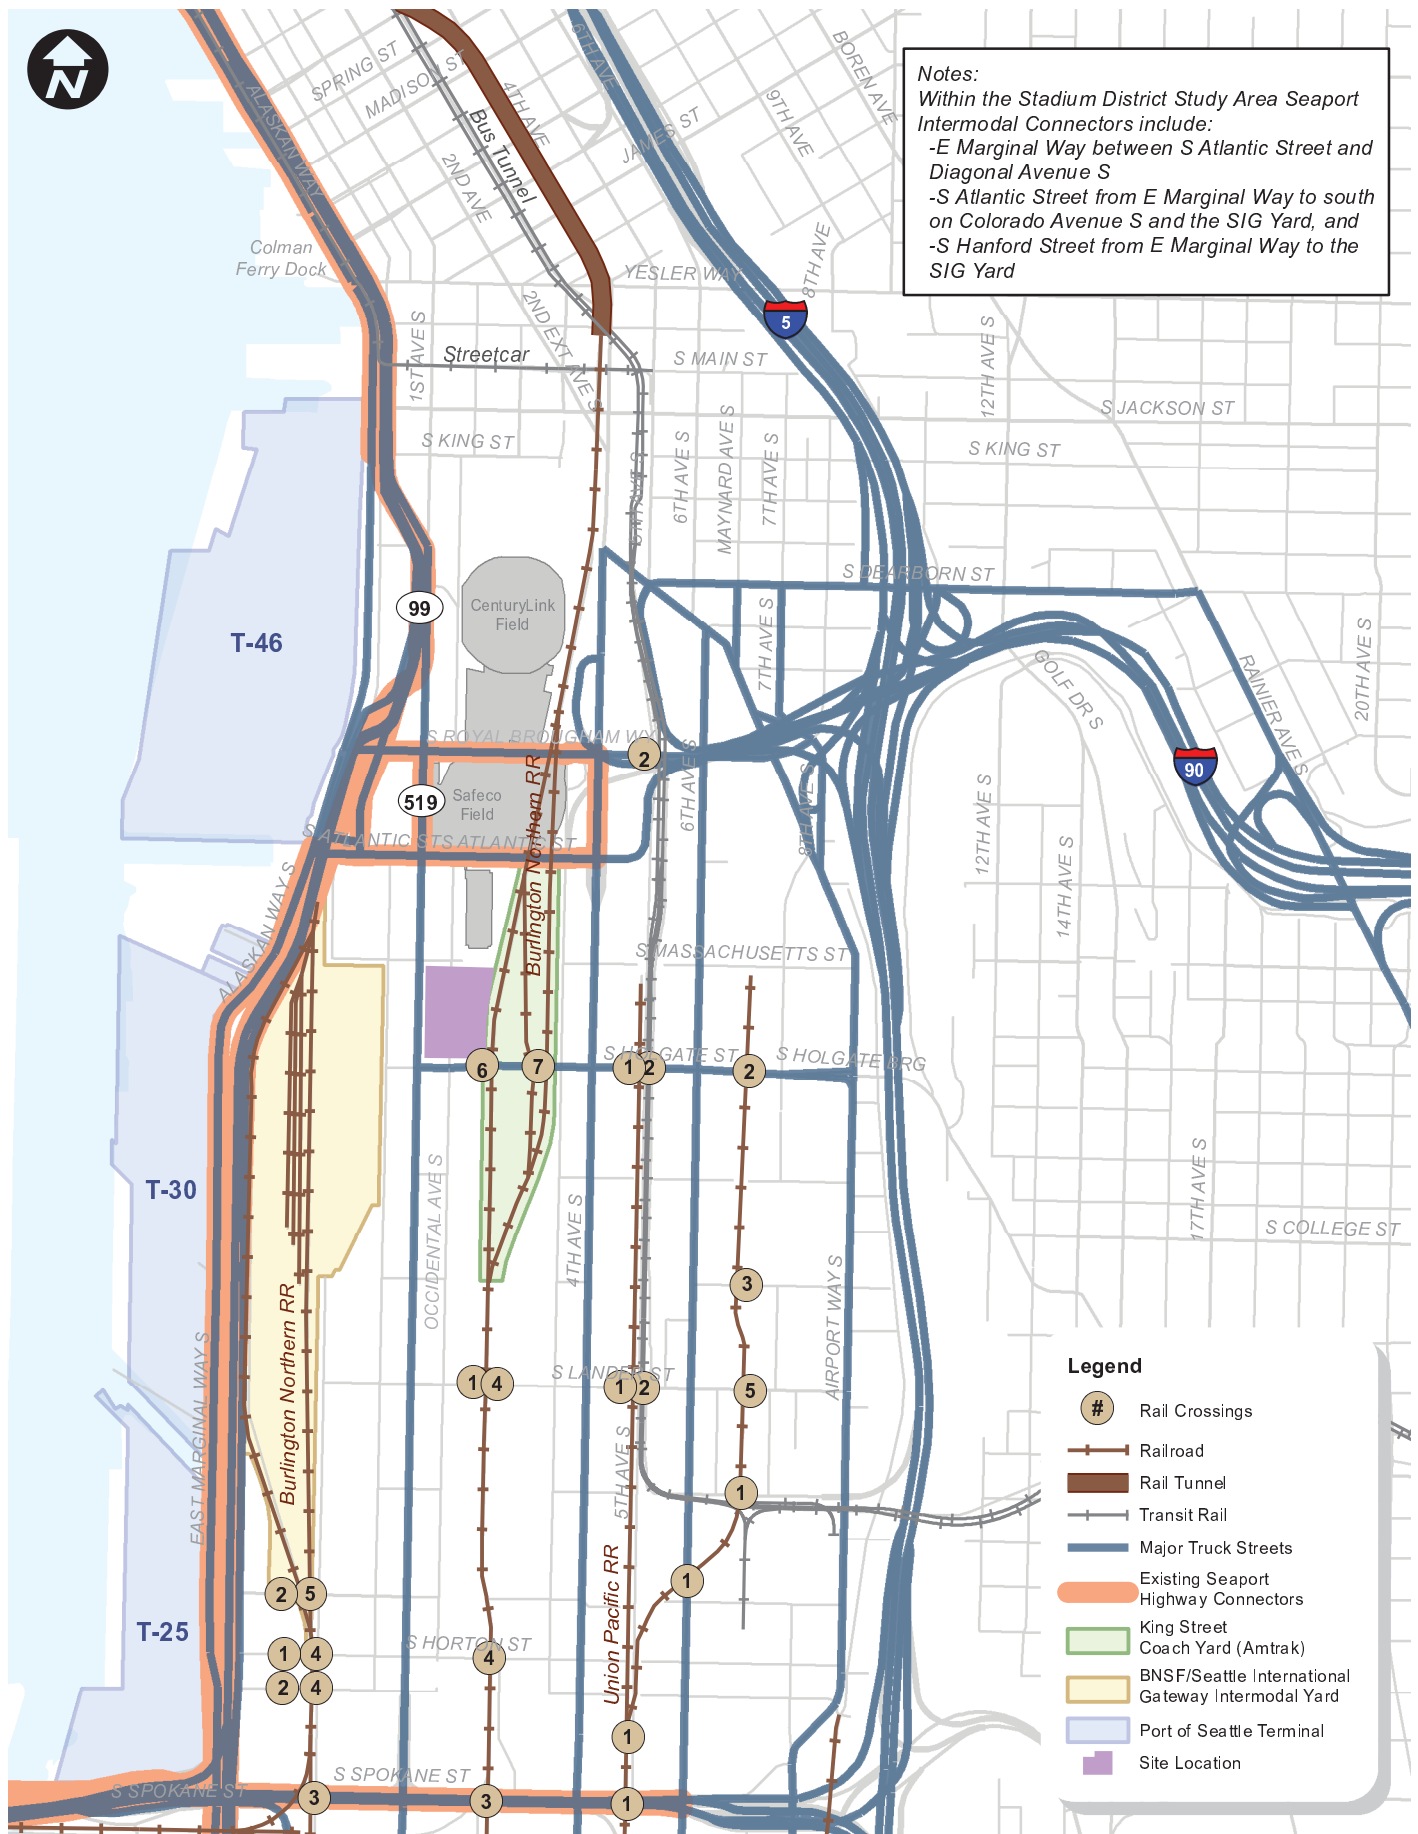 N
Notes:
Within the Stadium District Study Area Seaport
Intermodal Connectors include:
-E Marginal Way between S Atlantic Street and
Diagonal Avenue S
-S Atlantic Street from E Marginal Way to south
on Colorado Avenue S and the SIG Yard, and
-S Hanford Street from E Marginal Way to the
SIG Yard
SPRING ST
MADISON ST
ALASKAN WAY
4TH AVE
6TH AVE
Bus Tunnel
2ND AVE
JAMES ST
9TH AVE
BOREN AVE
8TH AVE
Colman
Ferry Dock
YESLER WAY
5
1ST AVE S
2ND EXT AVE S
Streetcar
S MAIN ST
12TH AVE S
S JACKSON ST
S KING ST
S KING ST
5TH AVE S
6TH AVE S
MAYNARD AVE S
7TH AVE S
S DEARBORN ST
99
CenturyLink
Field
T-46
7TH AVE S
GOLF DR S
RAINIER AVE S
20TH AVE S
S ROYAL BROUGHAM WY
2
6TH AVE S
90
519
Safeco
Field
Burlington Northern RR
8TH AVE S
12TH AVE S
14TH AVE S
S ATLANTIC ST
S ATLANTIC ST
Burlington Northern RR
ALASKAN WAY S
S MASSACHUSETTS ST
S HOLGATE ST
S HOLGATE BRG
6
7
1
2
2
T-30
OCCIDENTAL AVE S
4TH AVE S
17TH AVE S
S COLLEGE ST
AIRPORT WAY S
3
Burlington Northern RR
EAST MARGINAL WAY S
S LANDER ST
1
4
1
2
5
5TH AVE S
1
1
Union Pacific RR
2
5
T-25
1
4
2
4
S HORTON ST
4
1
S SPOKANE ST
S SPOKANE ST
3
3
1
Legend
#
Rail Crossings
Railroad
Rail Tunnel
Transit Rail
Major Truck Streets
Existing Seaport
Highway Connectors
King Street
Coach Yard (Amtrak)
BNSF/Seattle International
Gateway Intermodal Yard
Port of Seattle Terminal
Site Location